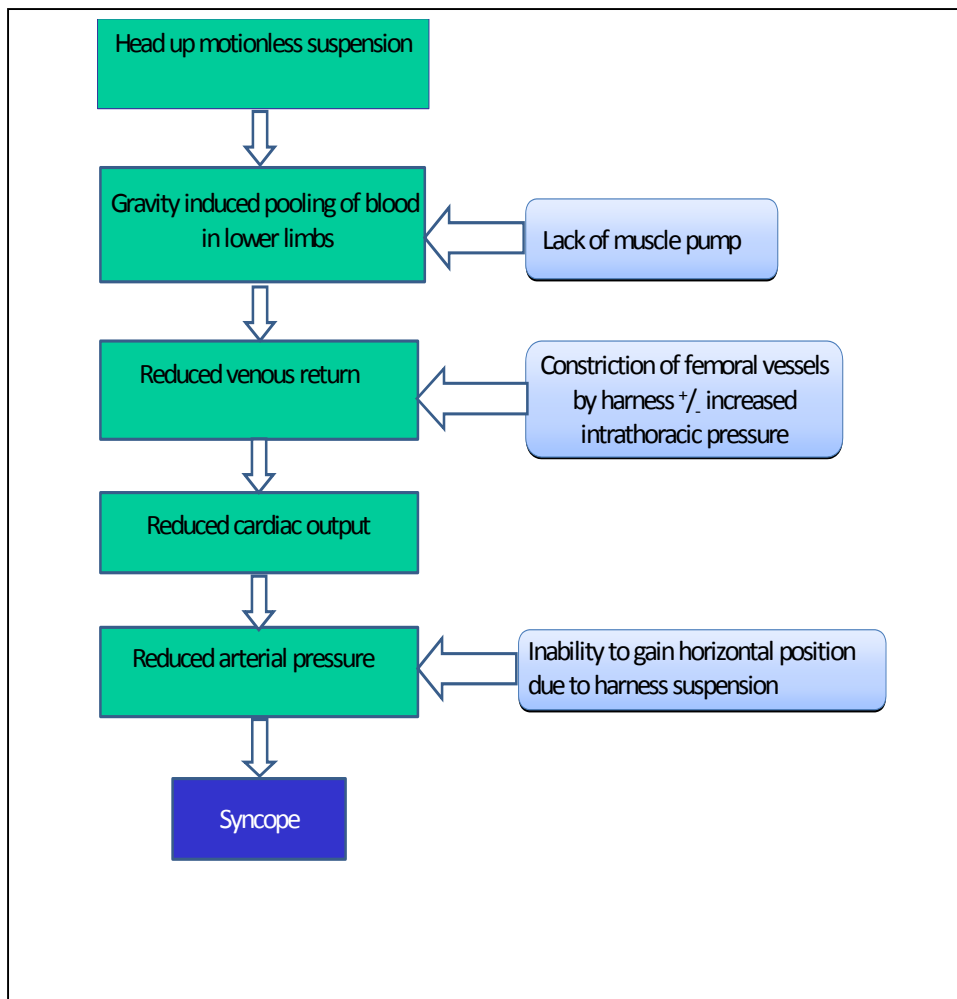 Head up motionless suspension
Gravity induced pooling of blood
in lower limbs
Lack of muscle pump
Reduced venous return
Constriction of femoral vessels
by harness +/- increased
intrathoracic pressure
Reduced cardiac output
Reduced arterial pressure
Inability to gain horizontal position
due to harness suspension
Syncope